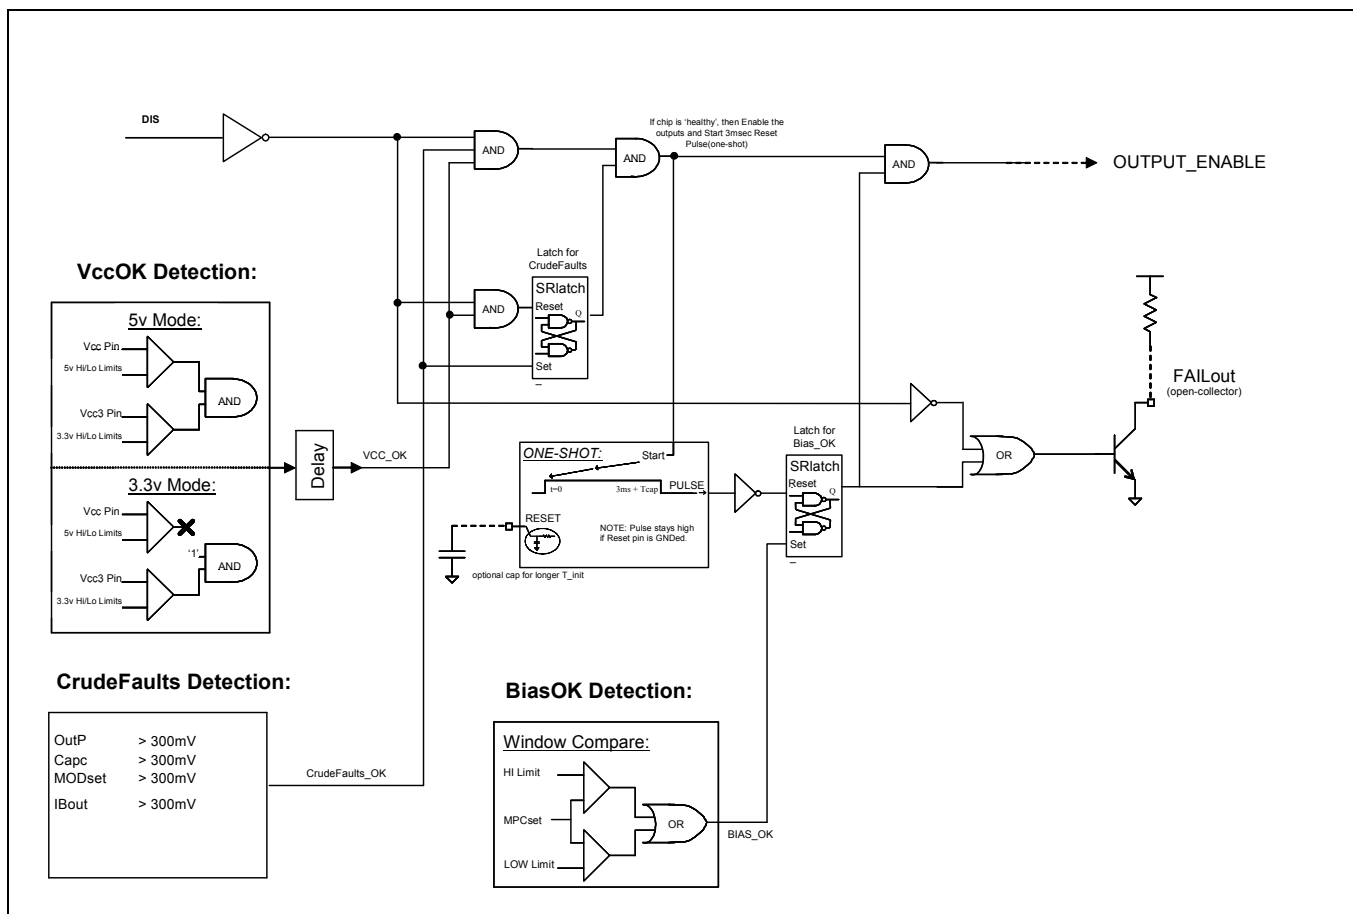 DIS
If chip is 'healthy', then Enable the
outputs and Start 3msec Reset
Pulse(one-shot)
AND
AND
AND
OUTPUT_ENABLE
Latch for
CrudeFaults
SRlatch
Reset
Q
Set
AND
VccOK Detection:
5v Mode:
Vcc Pin
5v Hi/Lo Limits
AND
Vcc3 Pin
3.3v Hi/Lo Limits
3.3v Mode:
Vcc Pin
5v Hi/Lo Limits
'1'
AND
Vcc3 Pin
3.3v Hi/Lo Limits
Delay
VCC_OK
FAILout
(open-collector)
OR
Latch for
Bias_OK
SRlatch
Reset
Q
Set
ONE-SHOT:
Start
PULSE
t=0
3ms + Tcap
RESET
NOTE: Pulse stays high
if Reset pin is GNDed.
optional cap for longer T_init
CrudeFaults Detection:
OutP > 300mV
Capc > 300mV
MODset > 300mV
IBout > 300mV
CrudeFaults_OK
BiasOK Detection:
Window Compare:
HI Limit
MPCset
LOW Limit
OR
BIAS_OK